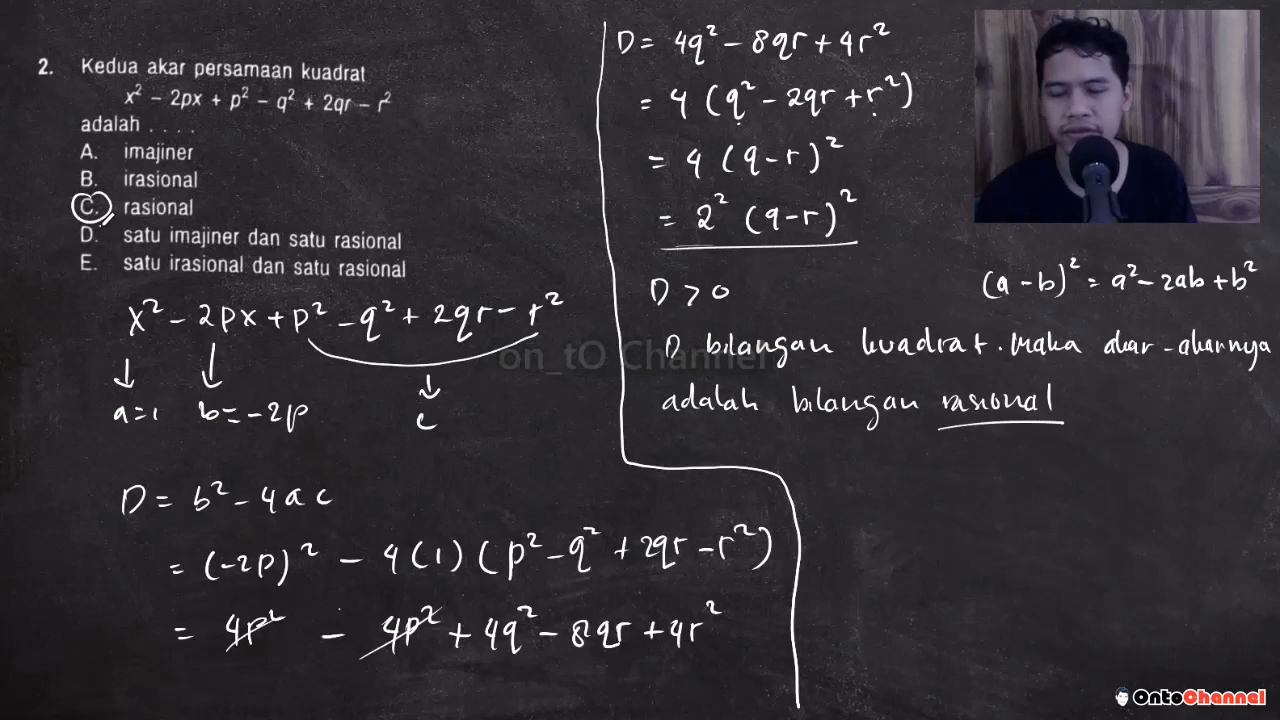 2. Kedua akar persamaan kuadrat
x² − 2px + p² − q² + 2qr − r²
adalah . . . .
A. imajiner
B. irasional
C. rasional
D. satu imajiner dan satu rasional
E. satu irasional dan satu rasional
x² − 2px + p² − q² + 2qr − r²
a=1 b=−2p c
D = b² − 4ac
= (−2p)² − 4(1)(p² − q² + 2qr − r²)
= 4p² − 4p² + 4q² − 8qr + 4r²
D = 4q² − 8qr + 4r²
= 4 (q² − 2qr + r²)
= 4 (q−r)²
= 2² (q−r)²
D > 0
(a−b)² = a² − 2ab + b²
D bilangan kuadrat. Maka akar-akarnya
adalah bilangan rasional
on_tO Channel
OntoChannel